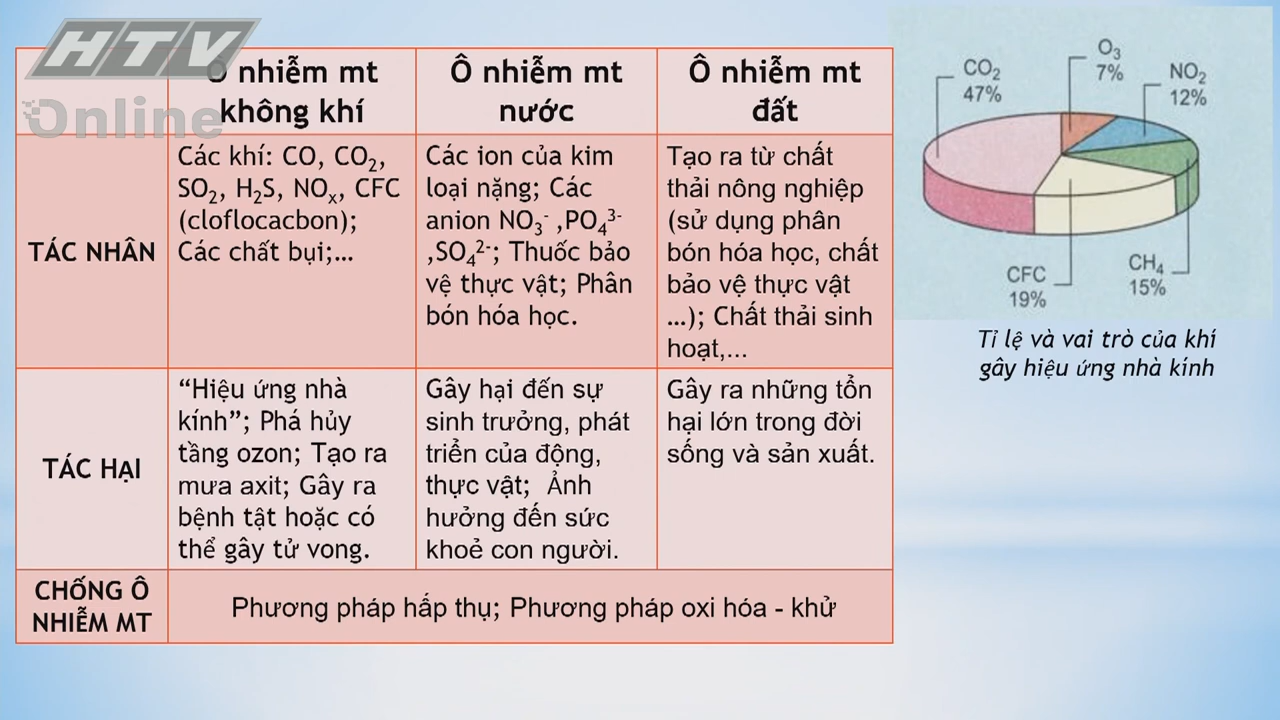 HTV
Online
Ô nhiễm mt
không khí
Ô nhiễm mt
nước
Ô nhiễm mt
đất
TÁC NHÂN
Các khí: CO, CO₂,
SO₂, H₂S, NOₓ, CFC
(cloflocacbon);
Các chất bụi;…
Các ion của kim
loại nặng; Các
anion NO₃⁻ ,PO₄³⁻
,SO₄²⁻; Thuốc bảo
vệ thực vật; Phân
bón hóa học.
Tạo ra từ chất
thải nông nghiệp
(sử dụng phân
bón hóa học, chất
bảo vệ thực vật
…); Chất thải sinh
hoạt,...
TÁC HẠI
“Hiệu ứng nhà
kính”; Phá hủy
tầng ozon; Tạo ra
mưa axit; Gây ra
bệnh tật hoặc có
thể gây tử vong.
Gây hại đến sự
sinh trưởng, phát
triển của động,
thực vật;  Ảnh
hưởng đến sức
khoẻ con người.
Gây ra những tổn
hại lớn trong đời
sống và sản xuất.
CHỐNG Ô
NHIỄM MT
Phương pháp hấp thụ; Phương pháp oxi hóa - khử
CO₂
47%
O₃
7%
NO₂
12%
CFC
19%
CH₄
15%
Tỉ lệ và vai trò của khí
gây hiệu ứng nhà kính